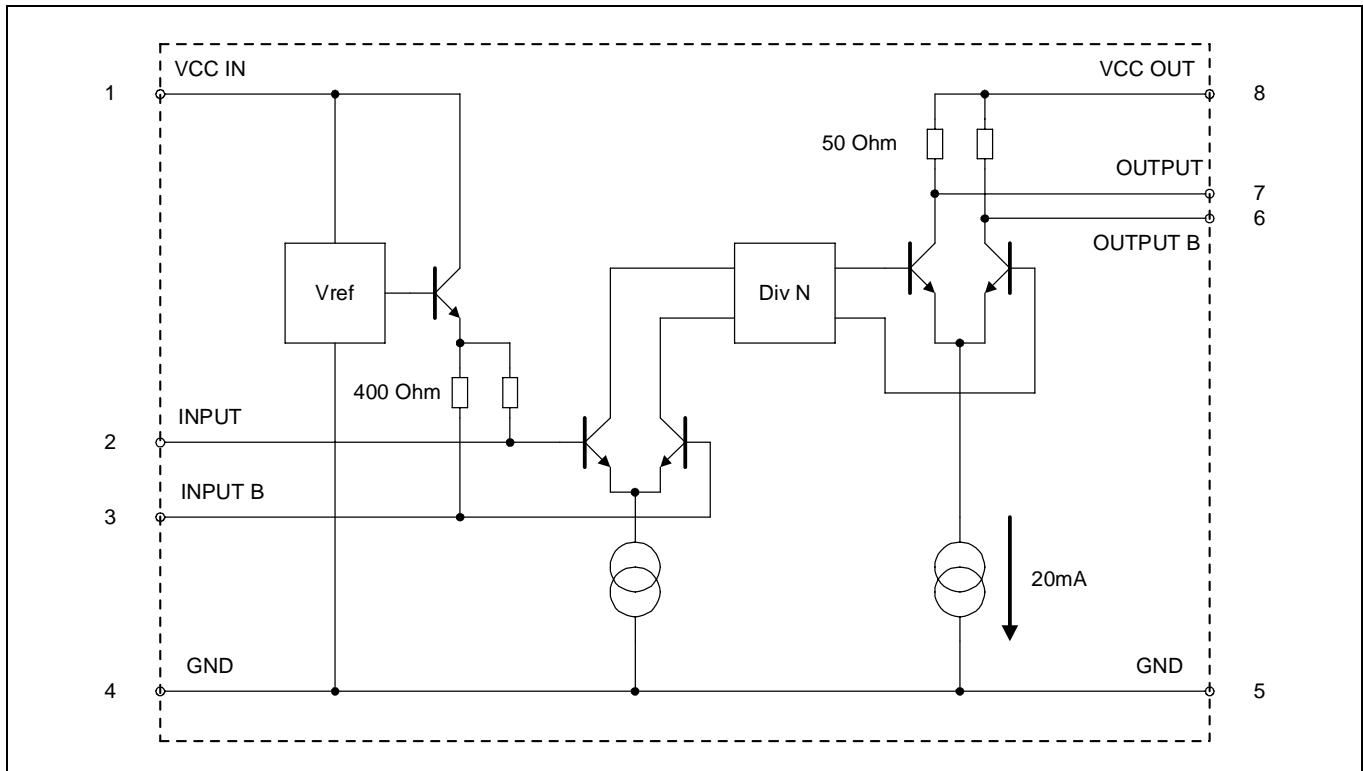 VCC IN
VCC OUT
1
8
50 Ohm
OUTPUT
7
6
OUTPUT B
Vref
Div N
400 Ohm
INPUT
2
INPUT B
3
20mA
GND
GND
4
5